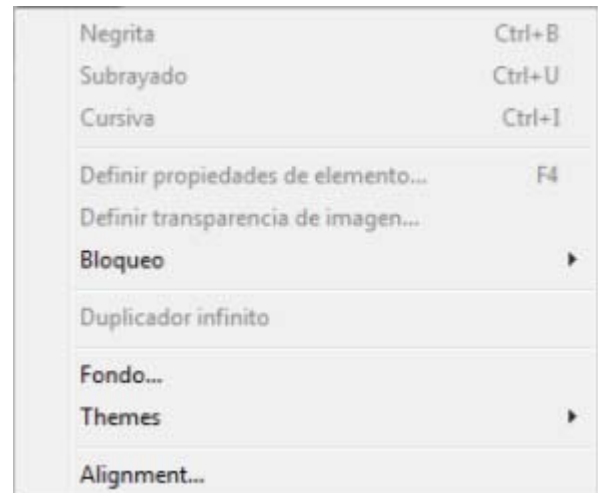 Negrita Ctrl+B
Subrayado Ctrl+U
Cursiva Ctrl+I
Definir propiedades de elemento... F4
Definir transparencia de imagen...
Bloqueo
Duplicador infinito
Fondo...
Themes
Alignment...